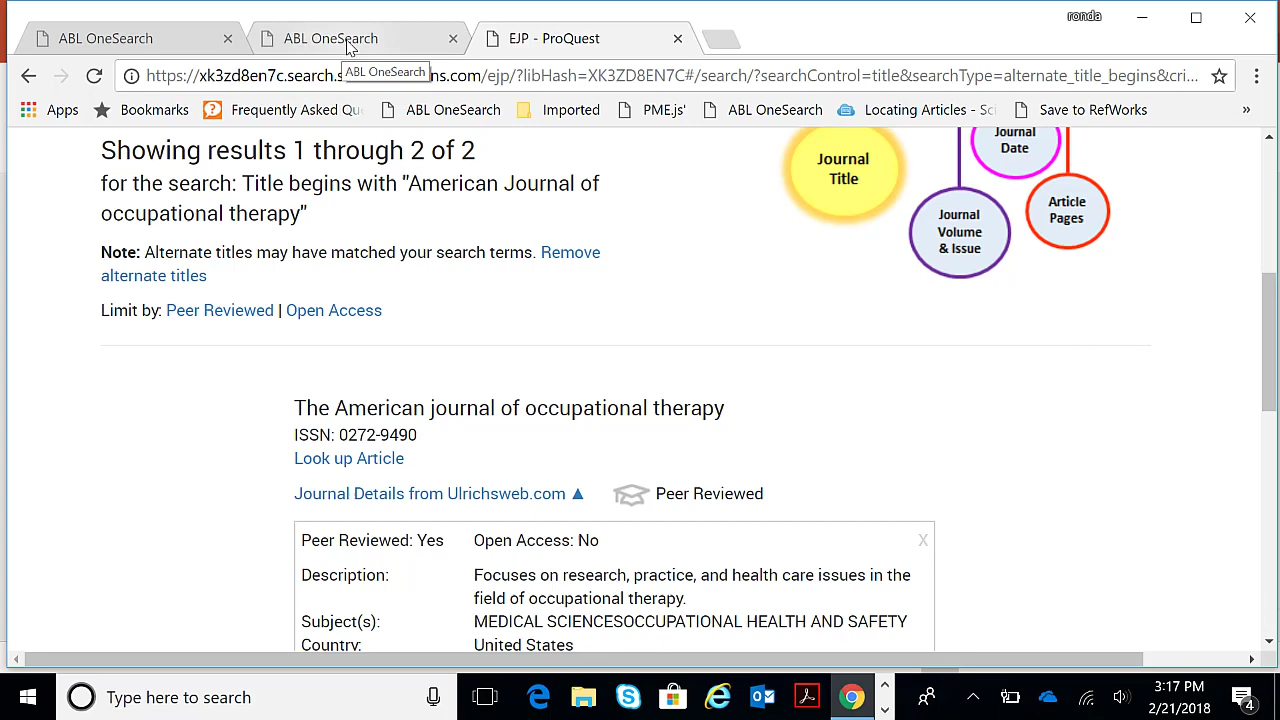 ronda
ABL OneSearch
ABL OneSearch
EJP - ProQuest
ABL OneSearch
https://xk3zd8en7c.search.s
ns.com/ejp/?libHash=XK3ZD8EN7C#/search/?searchControl=title&searchType=alternate_title_begins&cri...
Apps
Bookmarks
Frequently Asked Qu
ABL OneSearch
Imported
PME.js'
ABL OneSearch
Locating Articles - Sc
Save to RefWorks
»
Showing results 1 through 2 of 2
for the search: Title begins with "American Journal of
occupational therapy"
Note: Alternate titles may have matched your search terms. Remove
alternate titles
Limit by: Peer Reviewed | Open Access
Journal
Title
Journal
Date
Journal
Volume
& Issue
Article
Pages
The American journal of occupational therapy
ISSN: 0272-9490
Look up Article
Journal Details from Ulrichsweb.com ▲
Peer Reviewed
Peer Reviewed: Yes
Open Access: No
X
Description:
Focuses on research, practice, and health care issues in the
field of occupational therapy.
Subject(s):
MEDICAL SCIENCESOCCUPATIONAL HEALTH AND SAFETY
Country:
United States
Type here to search
3:17 PM
2/21/2018
4